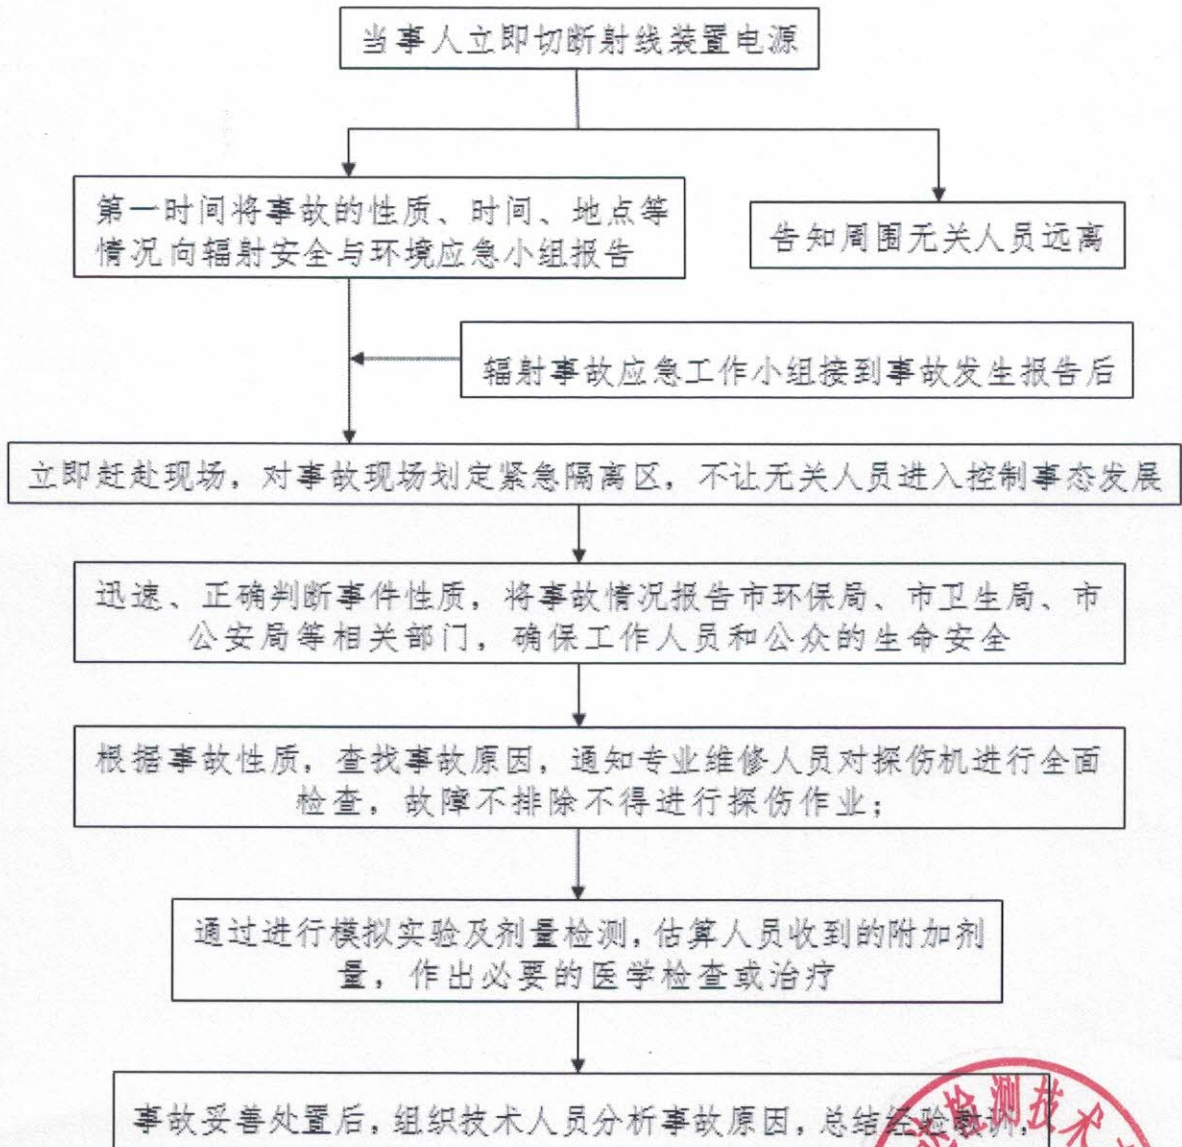 当事人立即切断射线装置电源
第一时间将事故的性质、时间、地点等
情况向辐射安全与环境应急小组报告
告知周围无关人员远离
辐射事故应急工作小组接到事故发生报告后
立即赶赴现场，对事故现场划定紧急隔离区，不让无关人员进入控制事态发展
迅速、正确判断事件性质，将事故情况报告市环保局、市卫生局、市
公安局等相关部门，确保工作人员和公众的生命安全
根据事故性质，查找事故原因，通知专业维修人员对探伤机进行全面
检查，故障不排除不得进行探伤作业；
通过进行模拟实验及剂量检测，估算人员收到的附加剂
量，作出必要的医学检查或治疗
事故妥善处置后，组织技术人员分析事故原因，总结经验教训，
检测技术